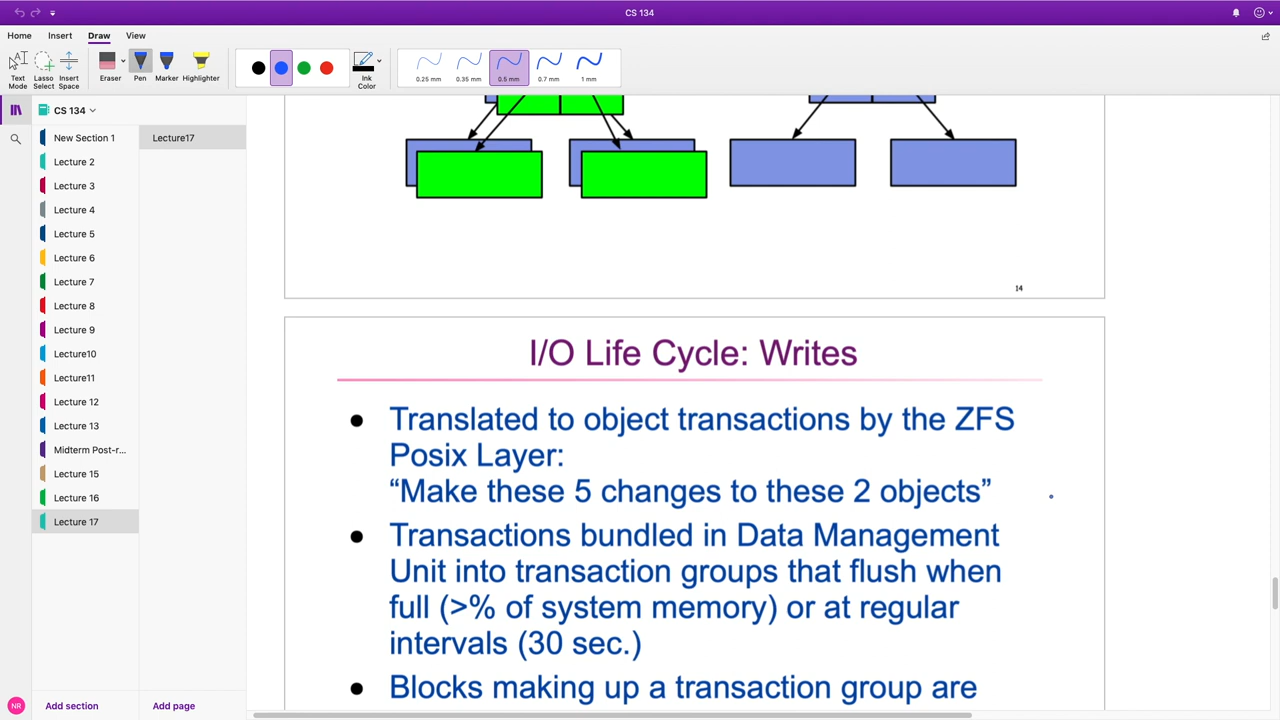 CS 134
Home
Insert
Draw
View
Text Mode
Lasso Select
Insert Space
Eraser
Pen
Marker
Highlighter
Ink Color
0.25 mm
0.35 mm
0.5 mm
0.7 mm
1 mm
CS 134
New Section 1
Lecture 2
Lecture 3
Lecture 4
Lecture 5
Lecture 6
Lecture 7
Lecture 8
Lecture 9
Lecture10
Lecture11
Lecture 12
Lecture 13
Midterm Post-r...
Lecture 15
Lecture 16
Lecture 17
Lecture17
14
I/O Life Cycle: Writes
● Translated to object transactions by the ZFS
Posix Layer:
“Make these 5 changes to these 2 objects”
● Transactions bundled in Data Management
Unit into transaction groups that flush when
full (>% of system memory) or at regular
intervals (30 sec.)
● Blocks making up a transaction group are
NR
Add section
Add page